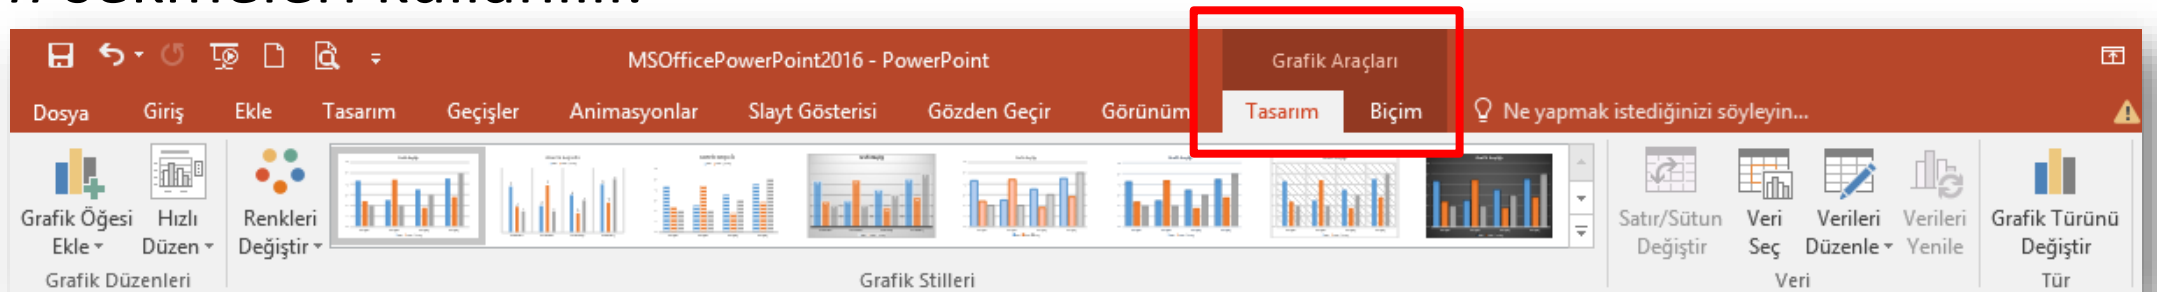 sekmeleri kullanılır.
MSOfficePowerPoint2016 - PowerPoint
Grafik Araçları
Dosya Giriş Ekle Tasarım Geçişler Animasyonlar Slayt Gösterisi Gözden Geçir Görünüm Tasarım Biçim Ne yapmak istediğinizi söyleyin...
Grafik Öğesi Ekle
Hızlı Düzen
Renkleri Değiştir
Satır/Sütun Değiştir
Veri Seç
Verileri Düzenle
Verileri Yenile
Grafik Türünü Değiştir
Grafik Düzenleri
Grafik Stilleri
Veri
Tür